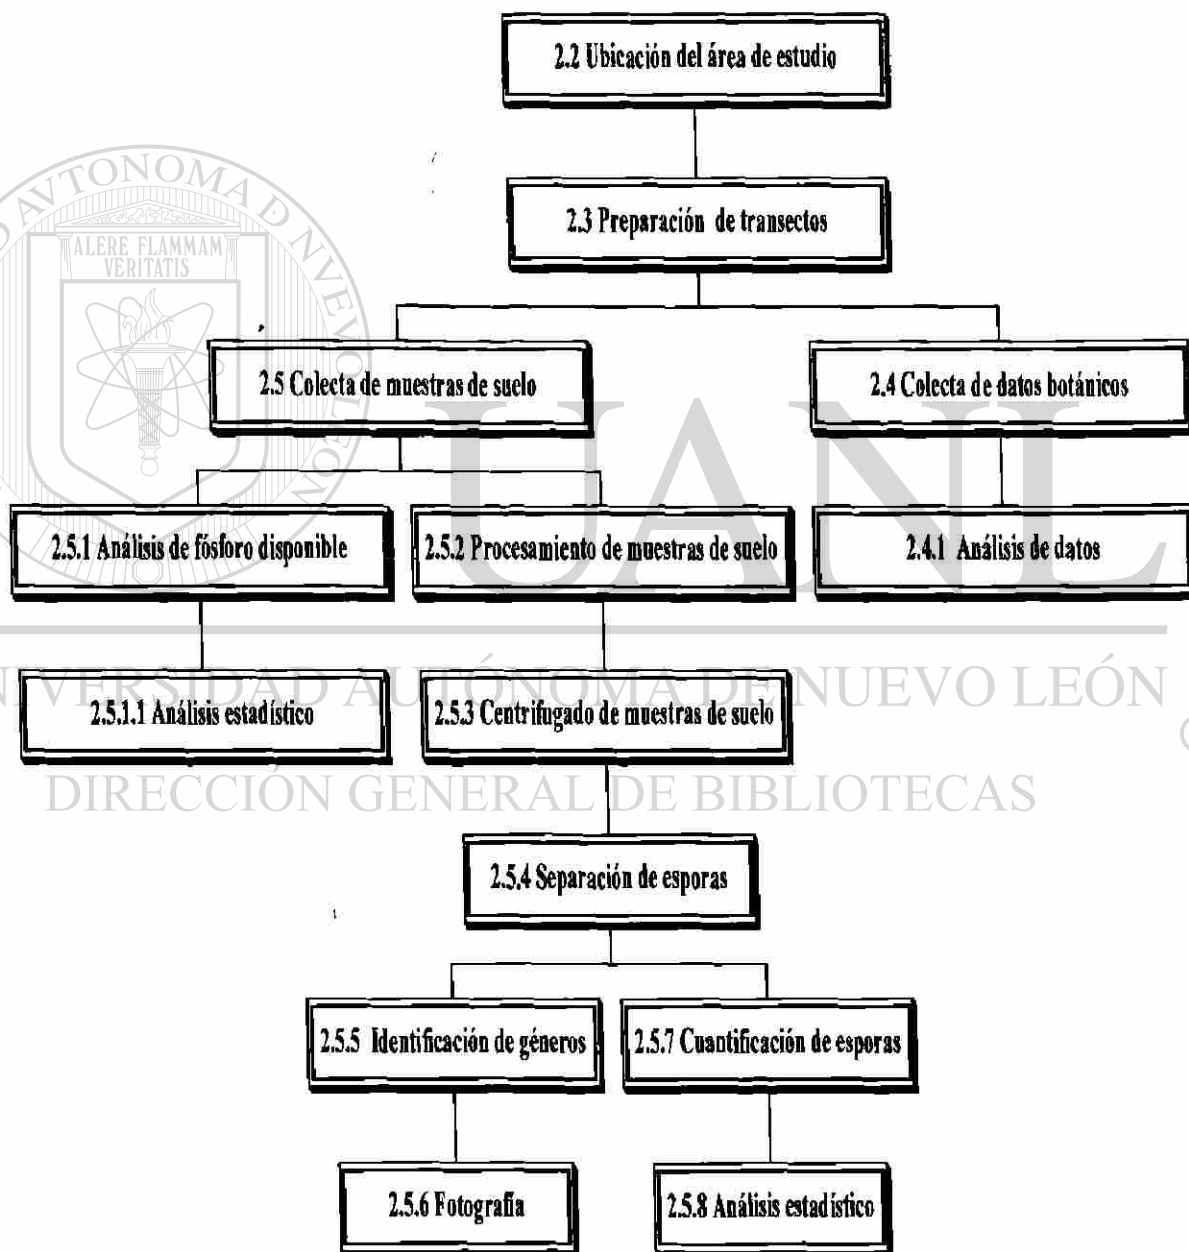 2.2 Ubicación del área de estudio
2.3 Preparación de transectos
2.5 Colecta de muestras de suelo
2.4 Colecta de datos botánicos
2.5.1 Análisis de fósforo disponible
2.5.2 Procesamiento de muestras de suelo
2.4.1 Análisis de datos
2.5.1.1 Análisis estadístico
2.5.3 Centrifugado de muestras de suelo
2.5.4 Separación de esporas
2.5.5 Identificación de géneros
2.5.7 Cuantificación de esporas
2.5.6 Fotografía
2.5.8 Análisis estadístico
ALERE FLAMMAM
VERITATIS
UANL
AUTÓNOMA DE NUEVO LEÓN
DIRECCIÓN GENERAL DE BIBLIOTECAS